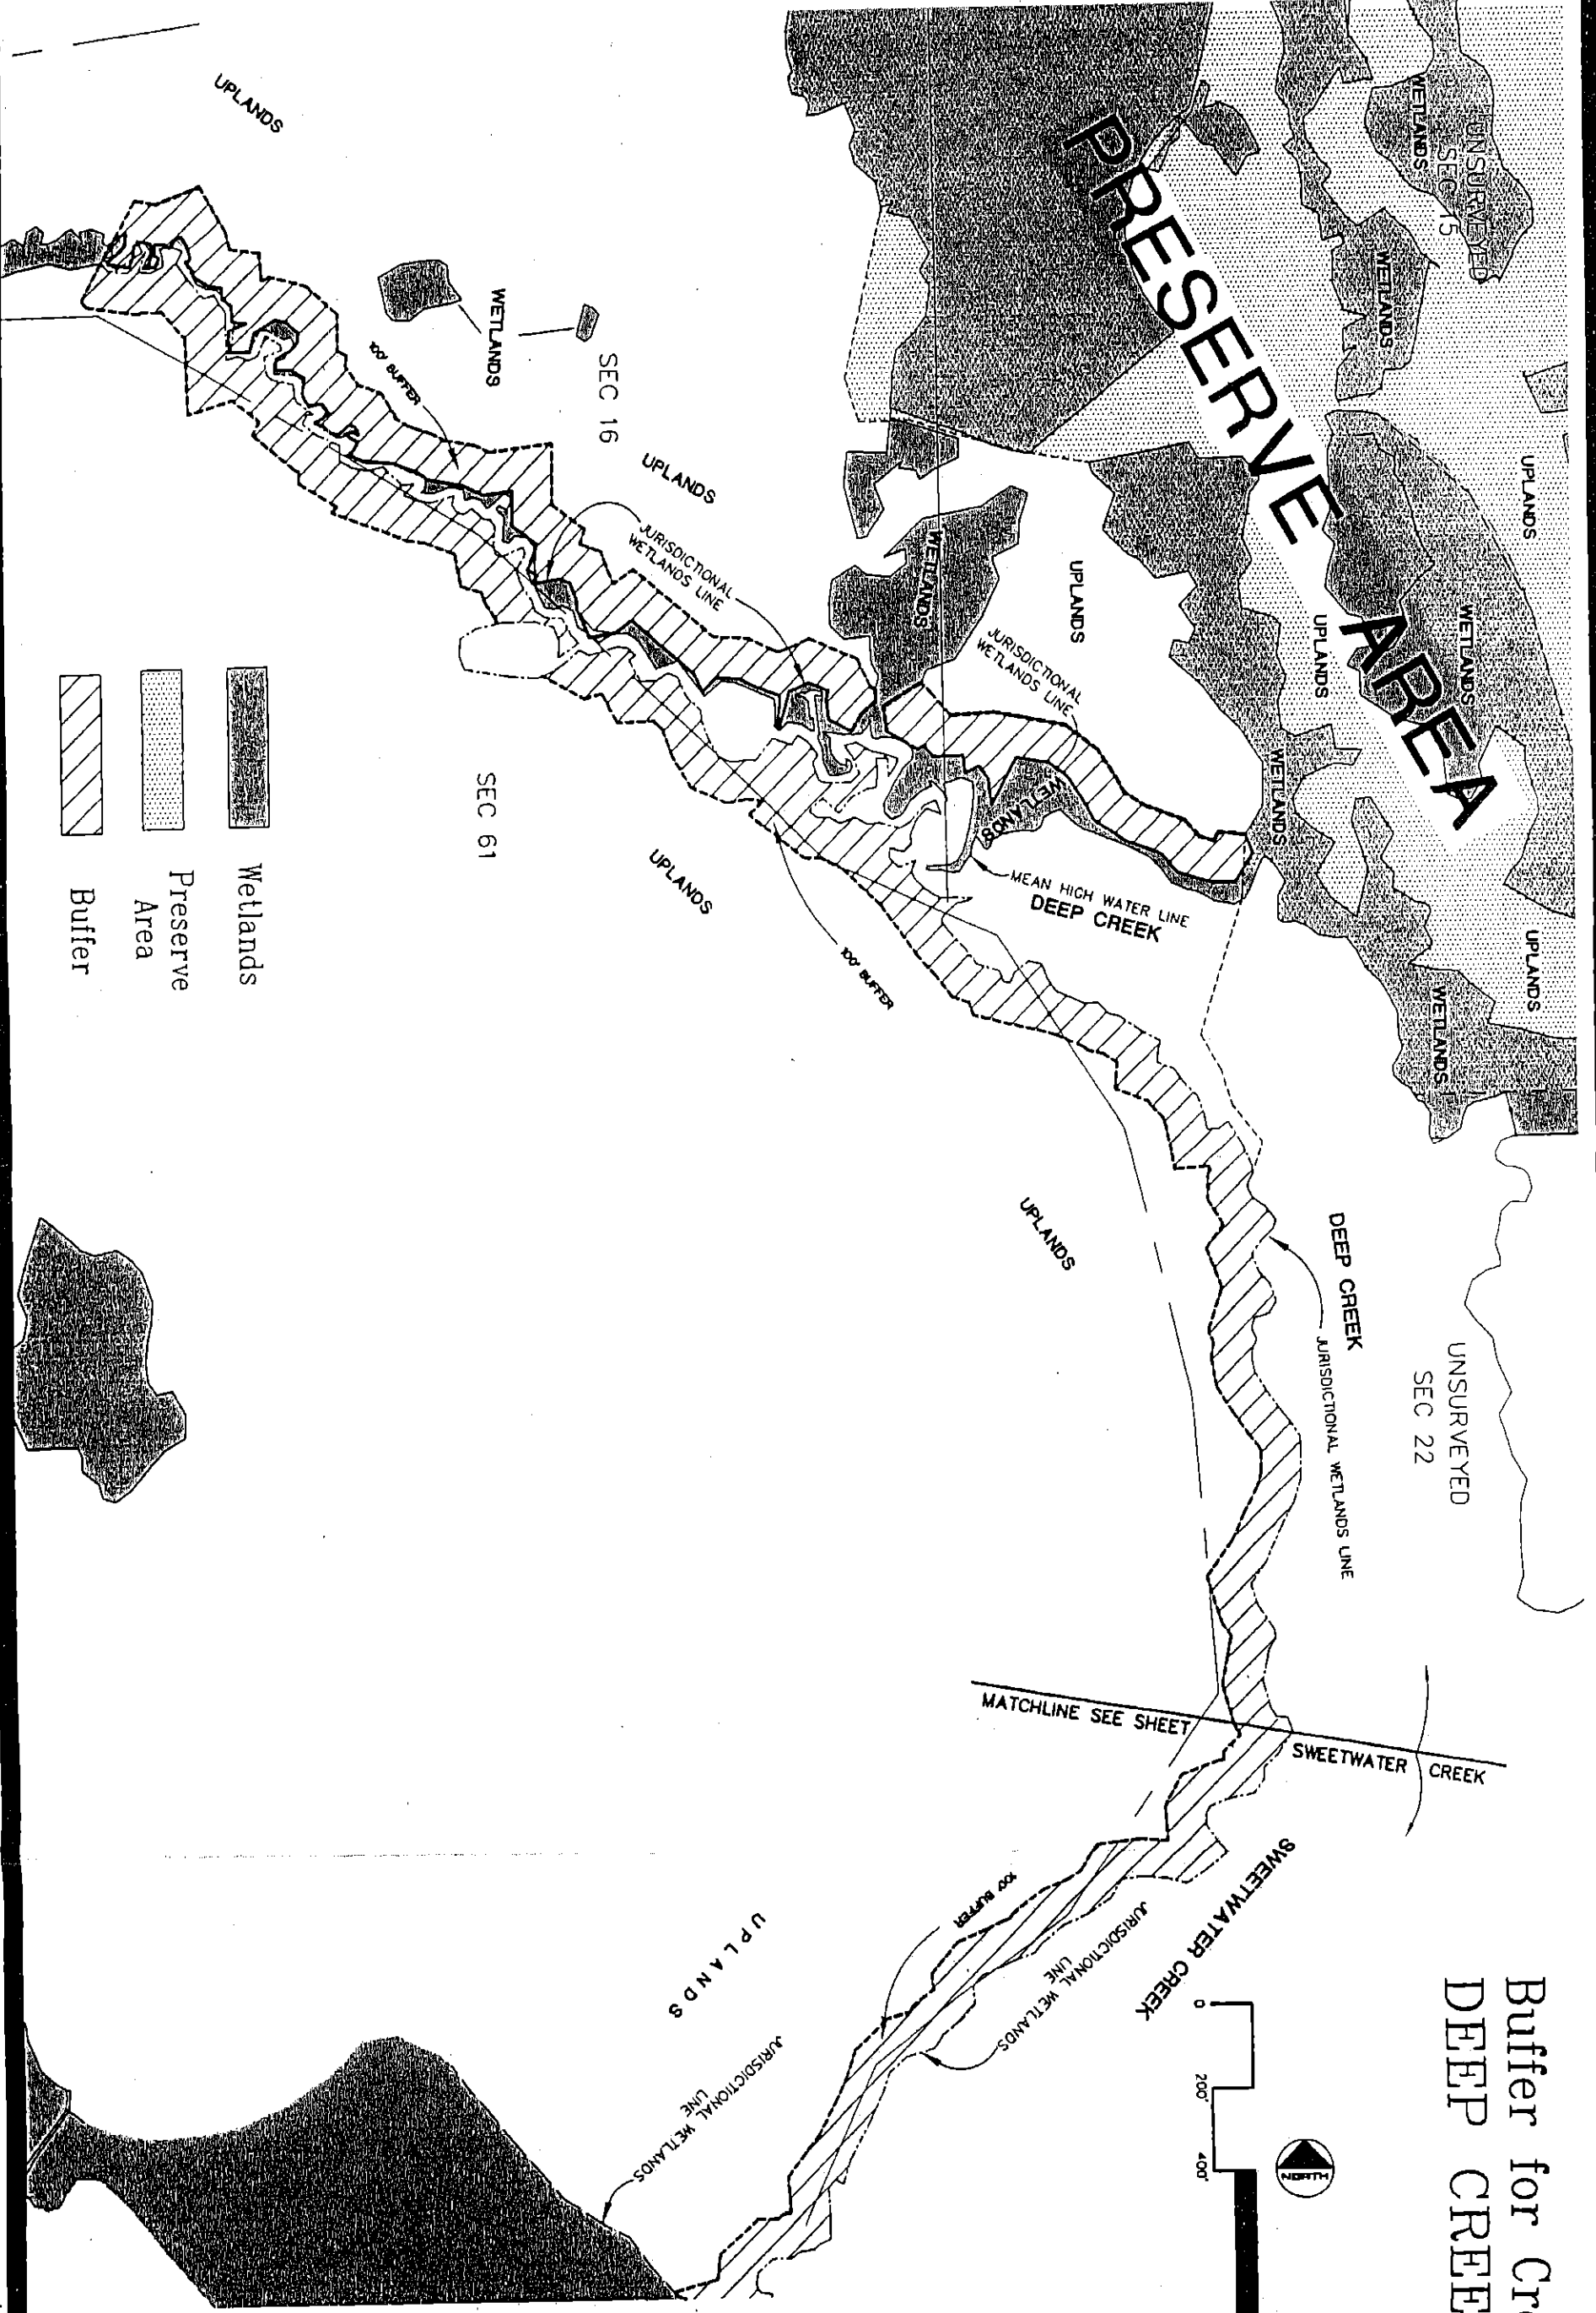 Buffer for Cr
DEEP CREE
NORTH
0
200'
400'
PRESERVE AREA
UNSURVEYED
SEC 15
WETLANDS
WETLANDS
UPLANDS
WETLANDS
UPLANDS
WETLANDS
UPLANDS
WETLANDS
UPLANDS
WETLANDS
JURISDICTIONAL
WETLANDS LINE
WETLANDS
MEAN HIGH WATER LINE
DEEP CREEK
UPLANDS
WETLANDS
SEC 16
100' BUFFER
UPLANDS
JURISDICTIONAL
WETLANDS LINE
UPLANDS
100' BUFFER
SEC 61
UPLANDS
DEEP CREEK
JURISDICTIONAL WETLANDS LINE
UNSURVEYED
SEC 22
MATCHLINE SEE SHEET
SWEETWATER CREEK
SWEETWATER CREEK
JURISDICTIONAL WETLANDS
LINE
100' BUFFER
UPLANDS
JURISDICTIONAL WETLANDS
LINE
Wetlands
Preserve
Area
Buffer